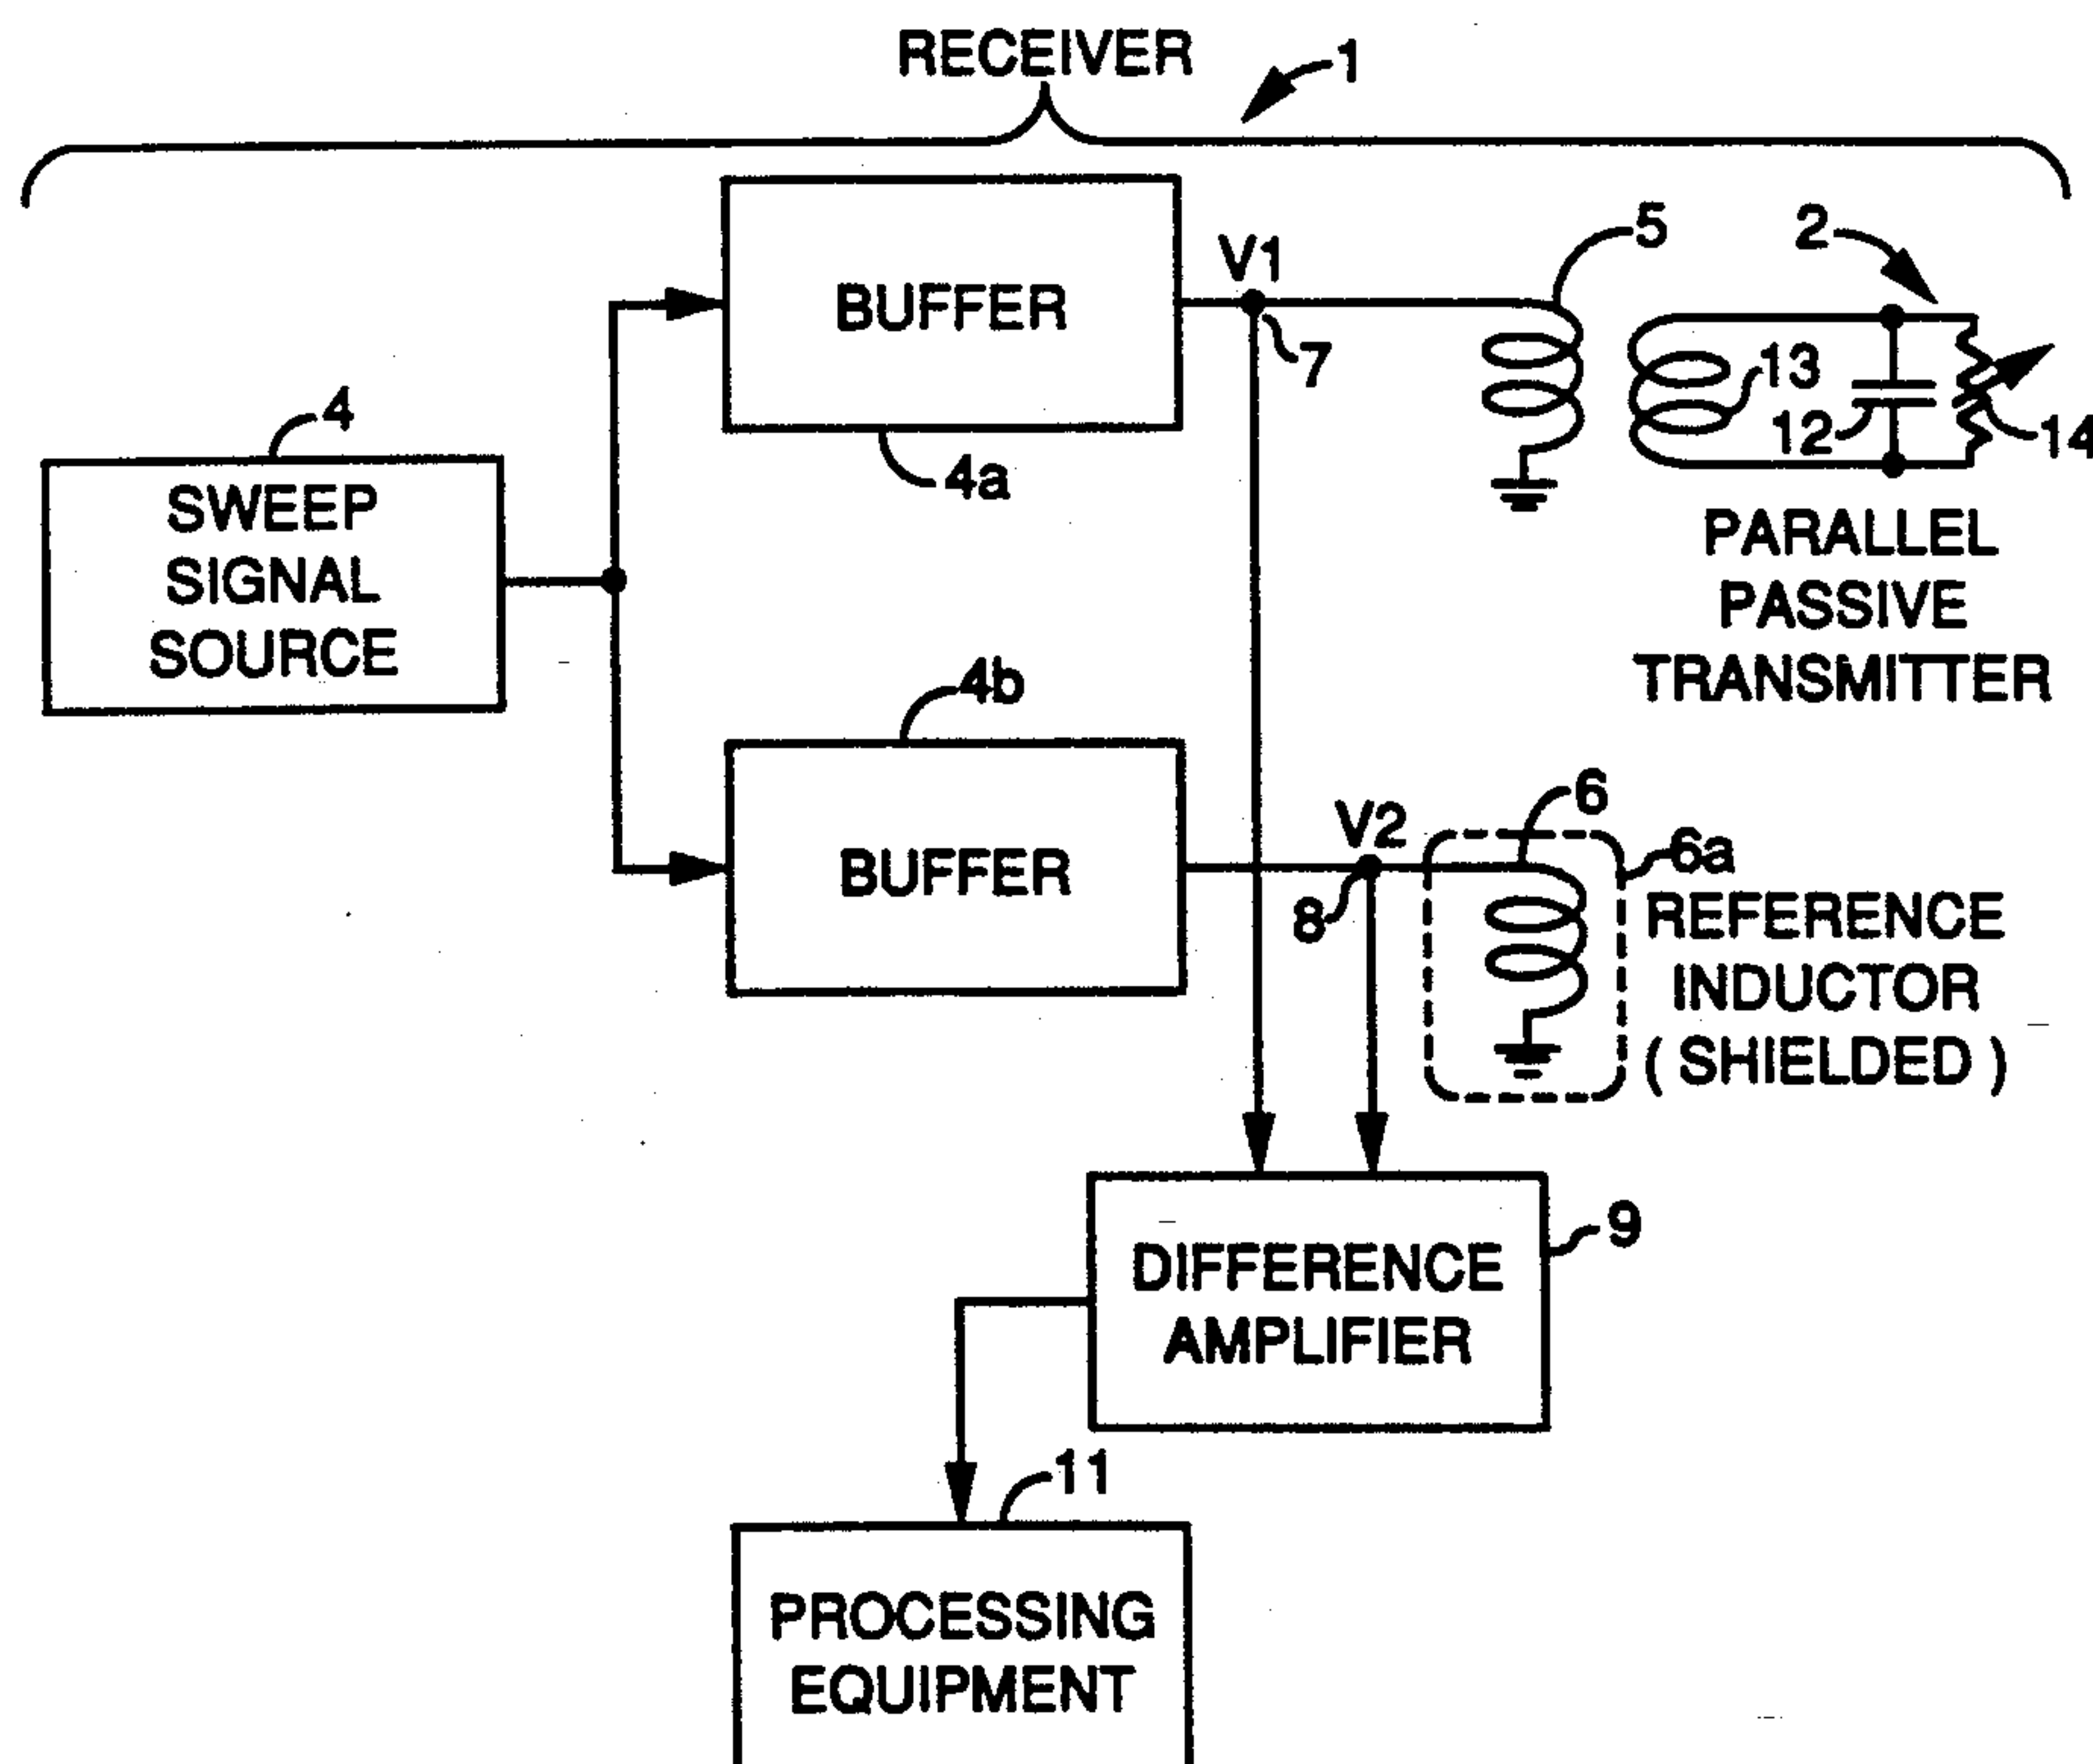 RECEIVER
1
BUFFER
4a
V1
7
5
2
13
12
14
PARALLEL
PASSIVE
TRANSMITTER
4
SWEEP
SIGNAL
SOURCE
4b
BUFFER
V2
8
6
6a
REFERENCE
INDUCTOR
( SHIELDED )
DIFFERENCE
AMPLIFIER
9
11
PROCESSING
EQUIPMENT